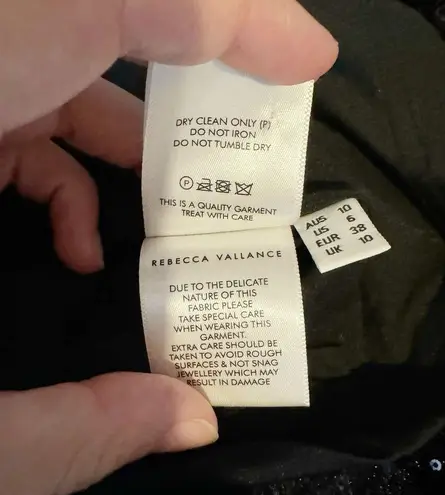 DRY CLEAN ONLY (P)
DO NOT IRON
DO NOT TUMBLE DRY
P
THIS IS A QUALITY GARMENT
TREAT WITH CARE
AUS 10
US 6
EUR 38
UK 10
REBECCA VALLANCE
DUE TO THE DELICATE
NATURE OF THIS
FABRIC PLEASE
TAKE SPECIAL CARE
WHEN WEARING THIS
GARMENT.
EXTRA CARE SHOULD BE
TAKEN TO AVOID ROUGH
SURFACES & NOT SNAG
JEWELLERY WHICH MAY
RESULT IN DAMAGE